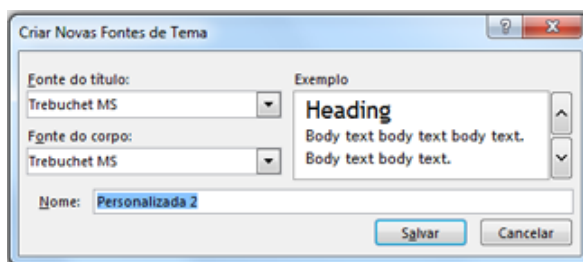 Criar Novas Fontes de Tema
Fonte do título:
Trebuchet MS
Fonte do corpo:
Trebuchet MS
Exemplo
Heading
Body text body text body text.
Body text body text.
Nome: Personalizada 2
Salvar Cancelar